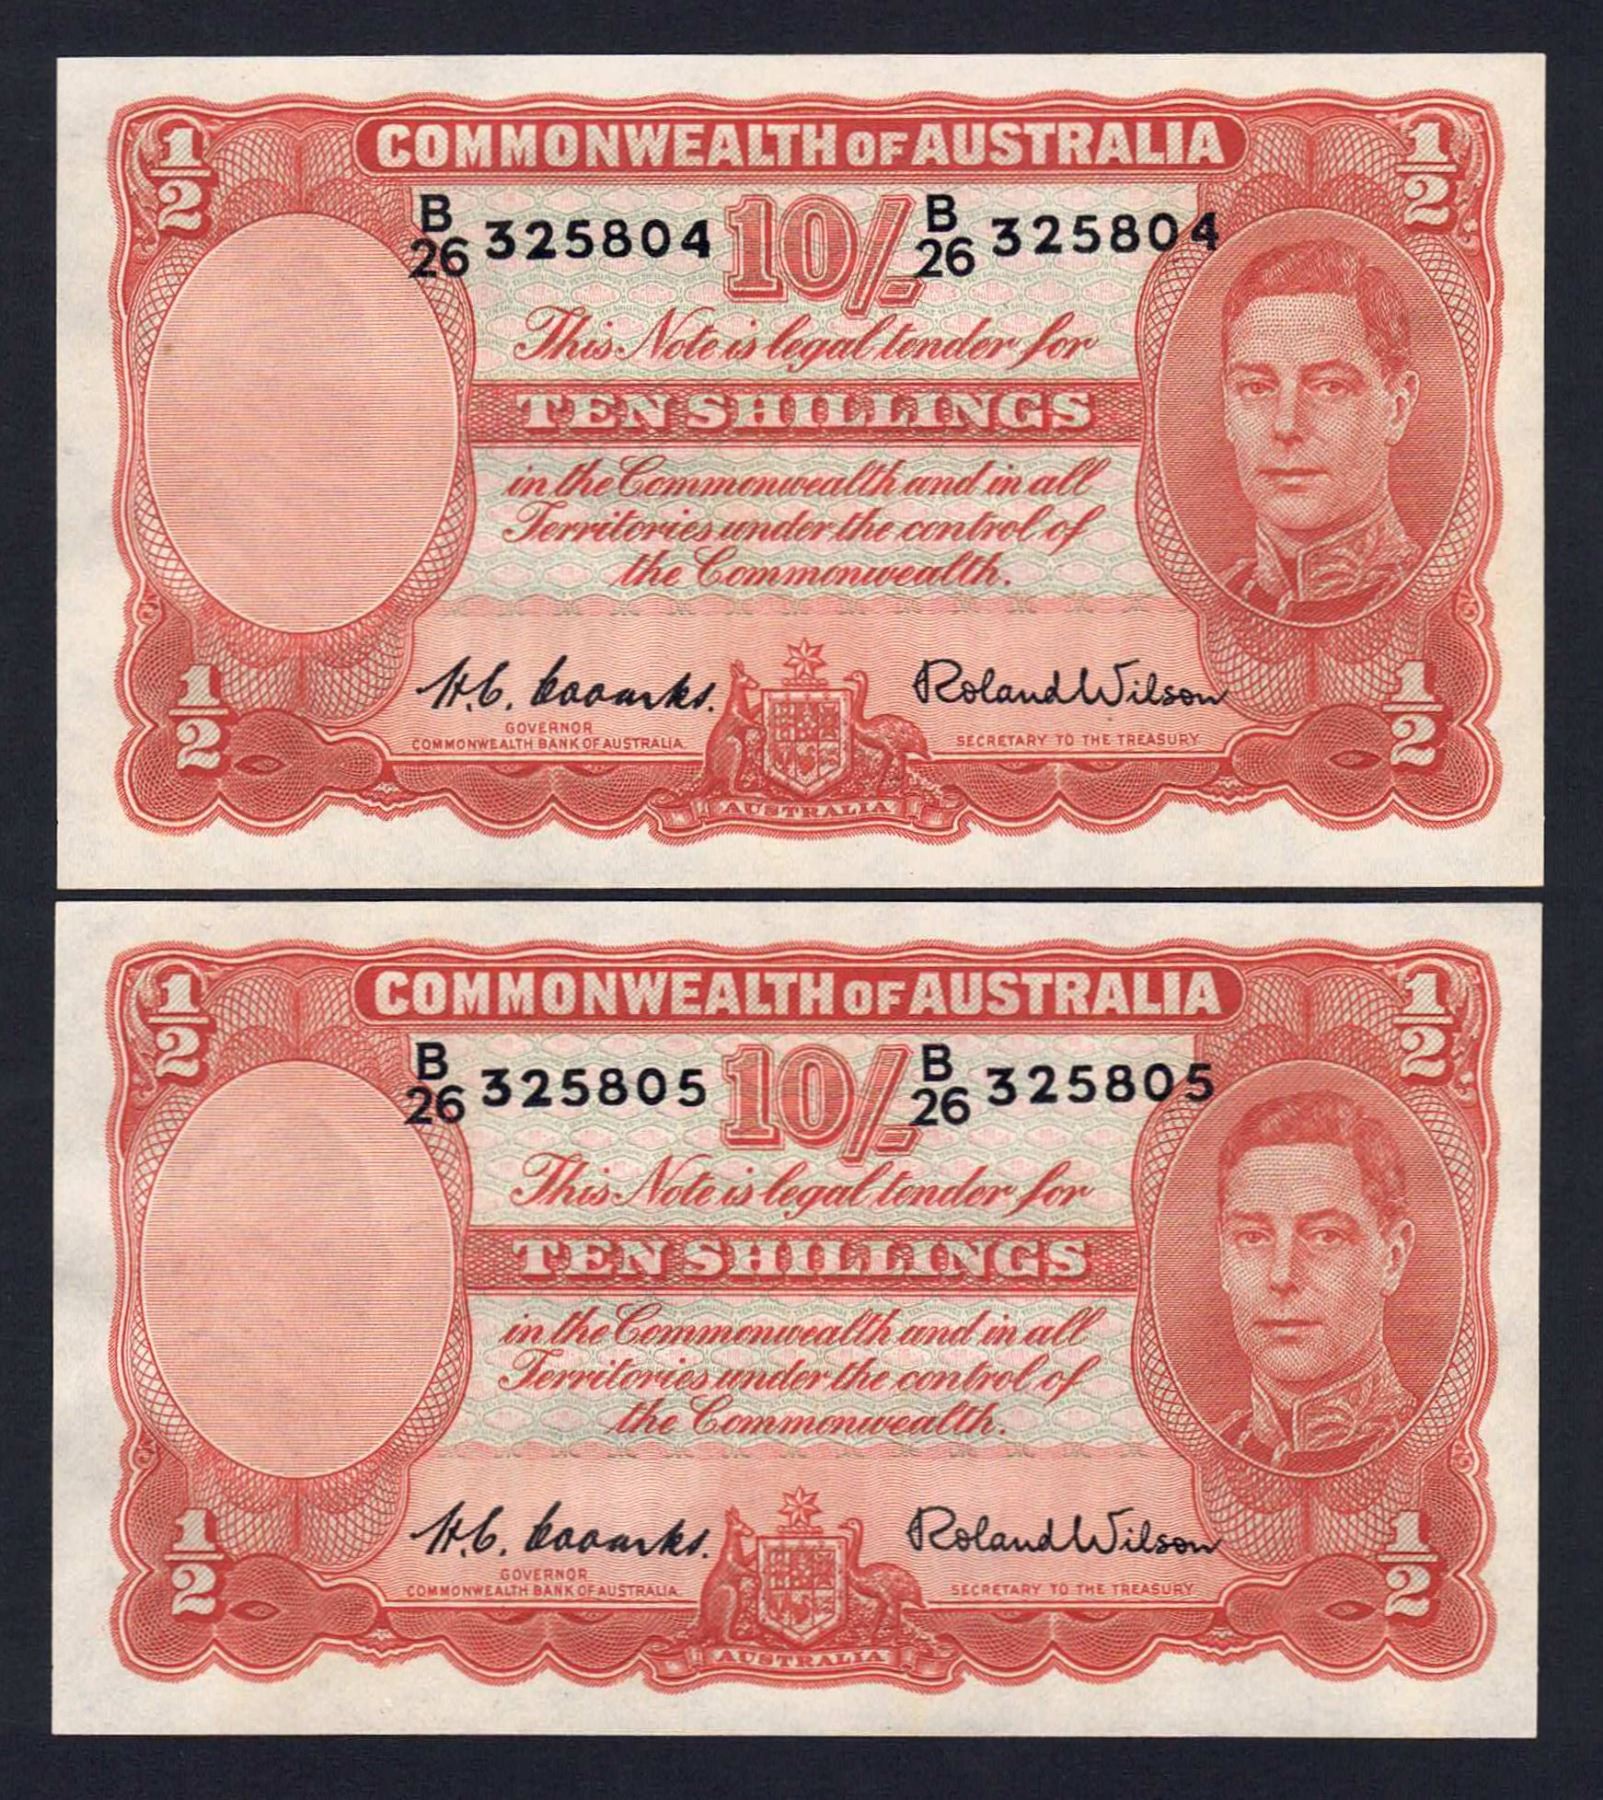 1/2
COMMONWEALTH OF AUSTRALIA
1/2
B/26 325804 10/- B/26 325804
This Note is legal tender for
TEN SHILLINGS
in the Commonwealth and in all
Territories under the control of
the Commonwealth.
H.C. Coombs.
Roland Wilson
GOVERNOR
COMMONWEALTH BANK OF AUSTRALIA
SECRETARY TO THE TREASURY
1/2
1/2
AUSTRALIA
1/2
COMMONWEALTH OF AUSTRALIA
1/2
B/26 325805 10/- B/26 325805
This Note is legal tender for
TEN SHILLINGS
in the Commonwealth and in all
Territories under the control of
the Commonwealth.
H.C. Coombs.
Roland Wilson
GOVERNOR
COMMONWEALTH BANK OF AUSTRALIA
SECRETARY TO THE TREASURY
1/2
1/2
AUSTRALIA